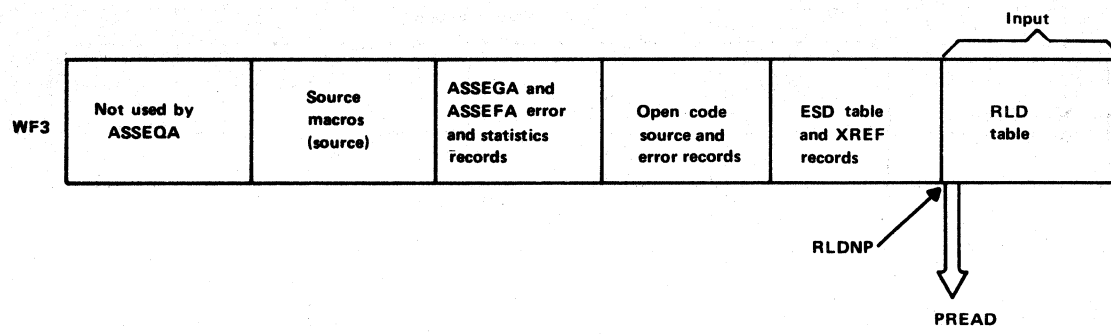 Input
WF3
Not used by
ASSEQA
Source
macros
(source)
ASSEGA and
ASSEFA error
and statistics
records
Open code
source and
error records
ESD table
and XREF
records
RLD
table
RLDNP
PREAD